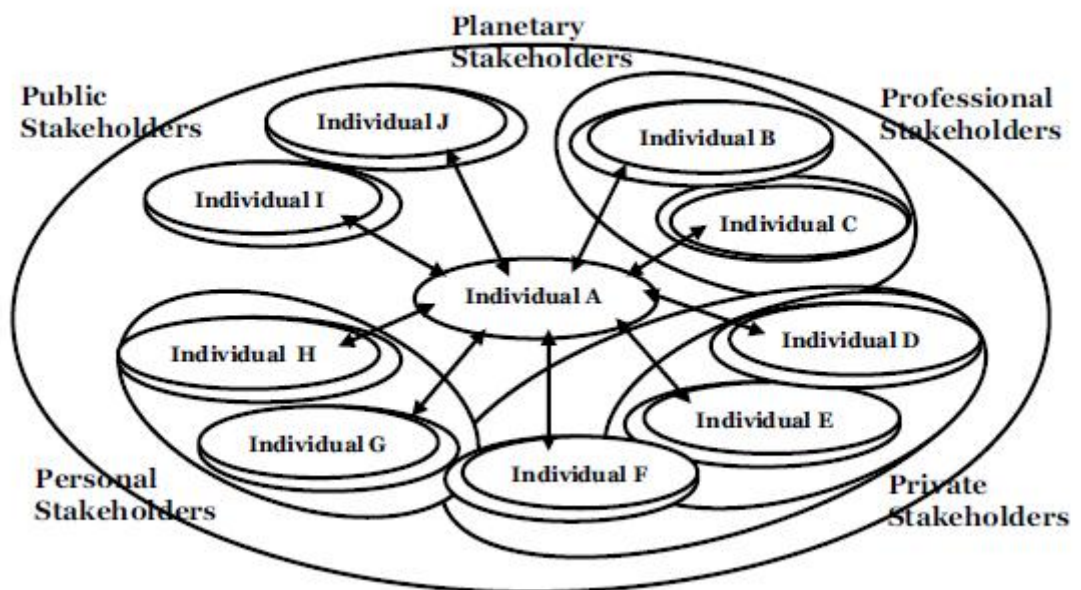 Planetary
Stakeholders
Public
Stakeholders
Professional
Stakeholders
Individual J
Individual B
Individual I
Individual C
Individual A
Individual H
Individual D
Individual G
Individual E
Individual F
Personal
Stakeholders
Private
Stakeholders